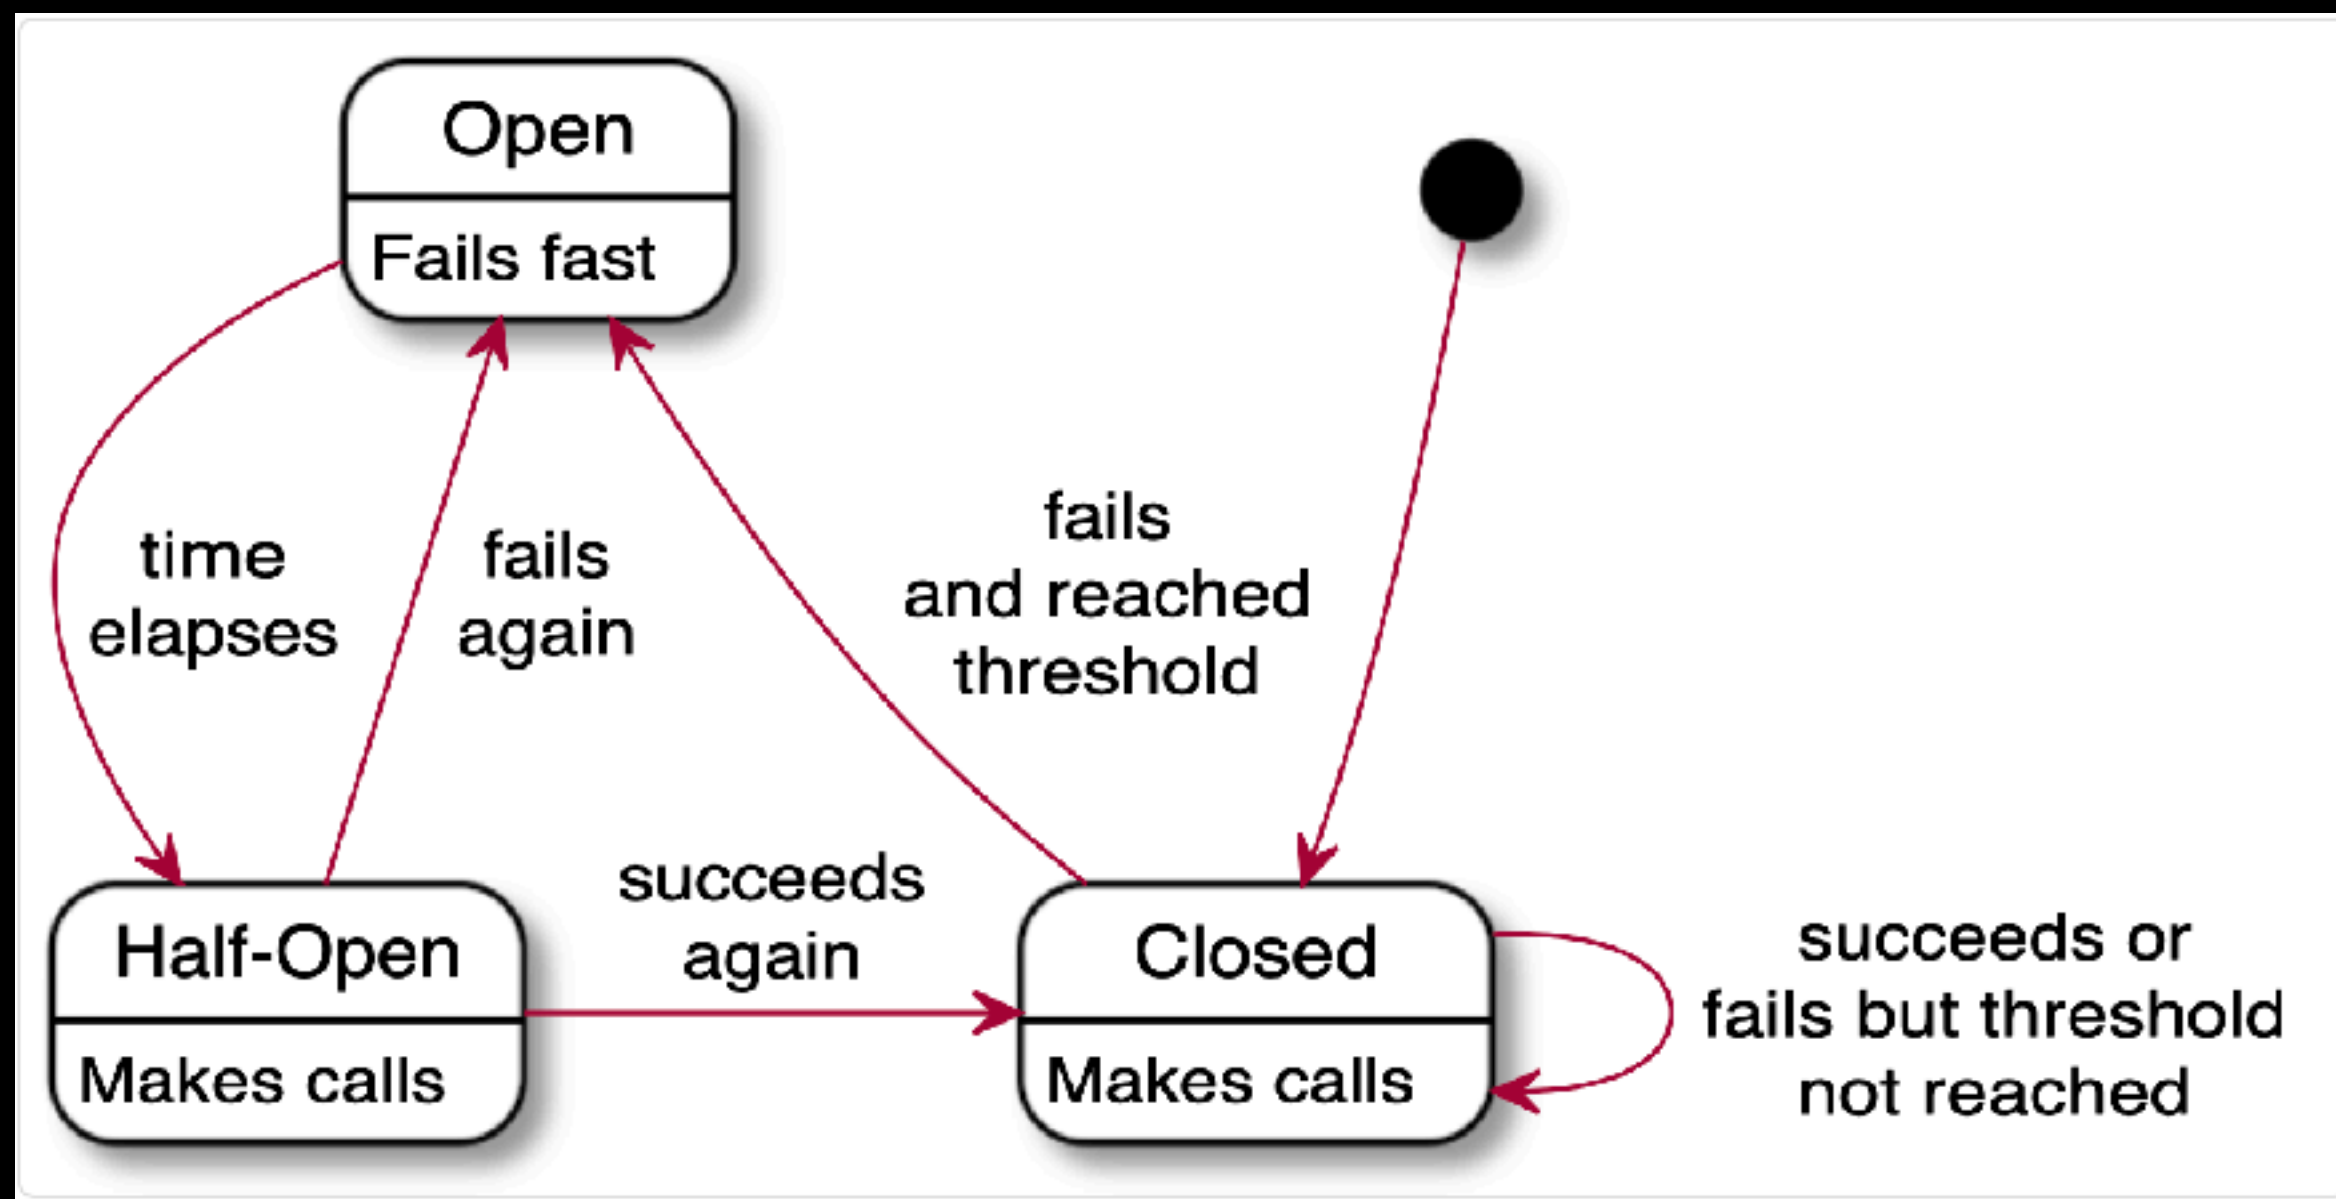 Open
Fails fast
time
elapses
fails
again
fails
and reached
threshold
succeeds
again
Half-Open
Makes calls
Closed
Makes calls
succeeds or
fails but threshold
not reached